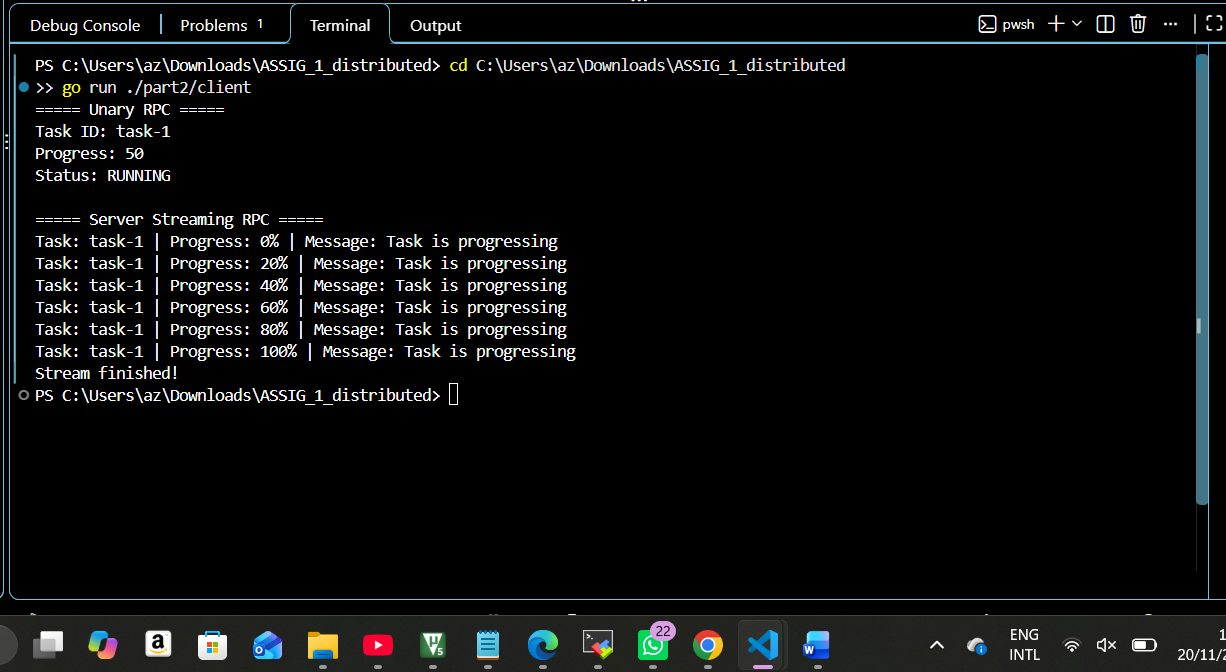 Debug Console Problems 1 Terminal Output pwsh
PS C:\Users\az\Downloads\ASSIG_1_distributed> cd C:\Users\az\Downloads\ASSIG_1_distributed
>> go run ./part2/client
===== Unary RPC =====
Task ID: task-1
Progress: 50
Status: RUNNING
===== Server Streaming RPC =====
Task: task-1 | Progress: 0% | Message: Task is progressing
Task: task-1 | Progress: 20% | Message: Task is progressing
Task: task-1 | Progress: 40% | Message: Task is progressing
Task: task-1 | Progress: 60% | Message: Task is progressing
Task: task-1 | Progress: 80% | Message: Task is progressing
Task: task-1 | Progress: 100% | Message: Task is progressing
Stream finished!
PS C:\Users\az\Downloads\ASSIG_1_distributed>
22
ENG
INTL
20/11/